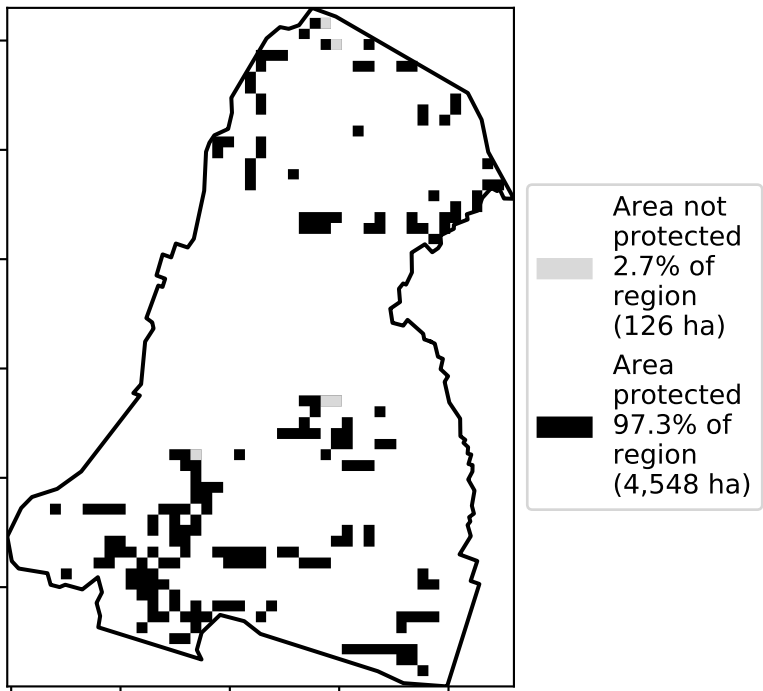 Area not
protected
2.7% of
region
(126 ha)
Area
protected
97.3% of
region
(4,548 ha)